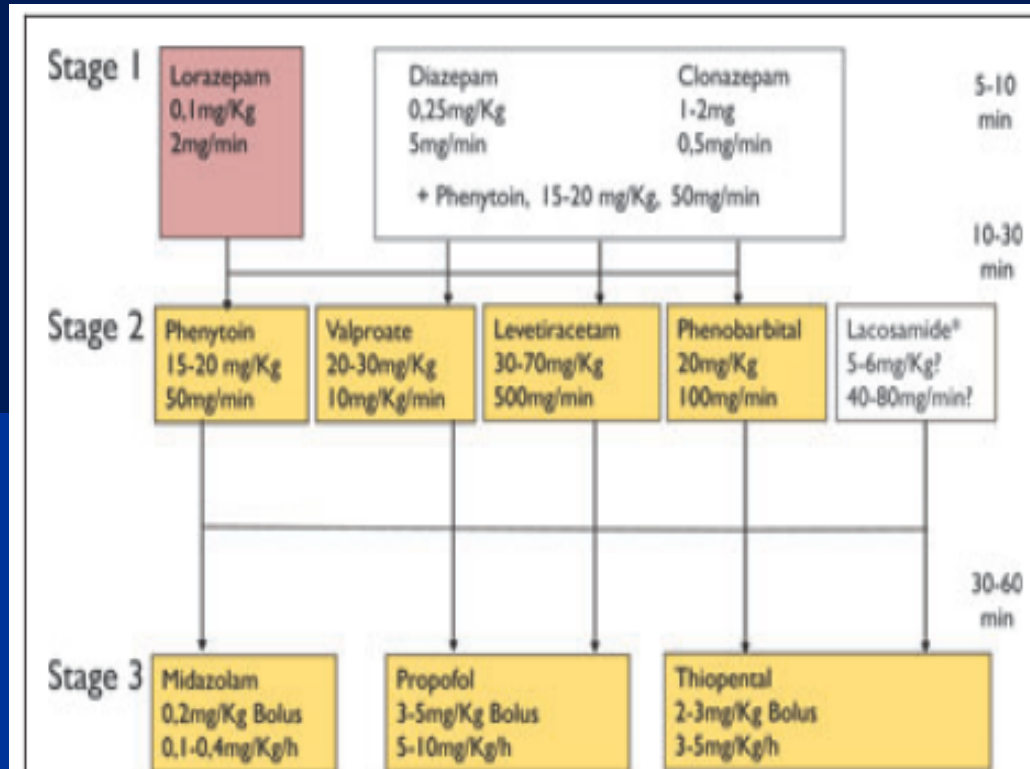 Stage 1
Lorazepam
0,1mg/Kg
2mg/min
Diazepam
0,25mg/Kg
5mg/min
Clonazepam
1-2mg
0,5mg/min
+ Phenytoin, 15-20 mg/Kg, 50mg/min
5-10
min
10-30
min
Stage 2
Phenytoin
15-20 mg/Kg
50mg/min
Valproate
20-30mg/Kg
10mg/Kg/min
Levetiracetam
30-70mg/Kg
500mg/min
Phenobarbital
20mg/Kg
100mg/min
Lacosamide*
5-6mg/Kg?
40-80mg/min?
30-60
min
Stage 3
Midazolam
0,2mg/Kg Bolus
0,1-0,4mg/Kg/h
Propofol
3-5mg/Kg Bolus
5-10mg/Kg/h
Thiopental
2-3mg/Kg Bolus
3-5mg/Kg/h